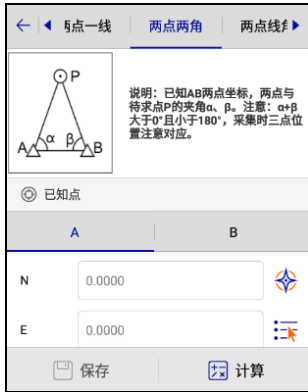 两点一线 两点两角 两点线角
P
α β
A B
说明：已知AB两点坐标，两点与
待求点P的夹角α、β。注意：α+β
大于0°且小于180°，采集时三点位
置注意对应。
已知点
A B
N 0.0000
E 0.0000
保存 计算